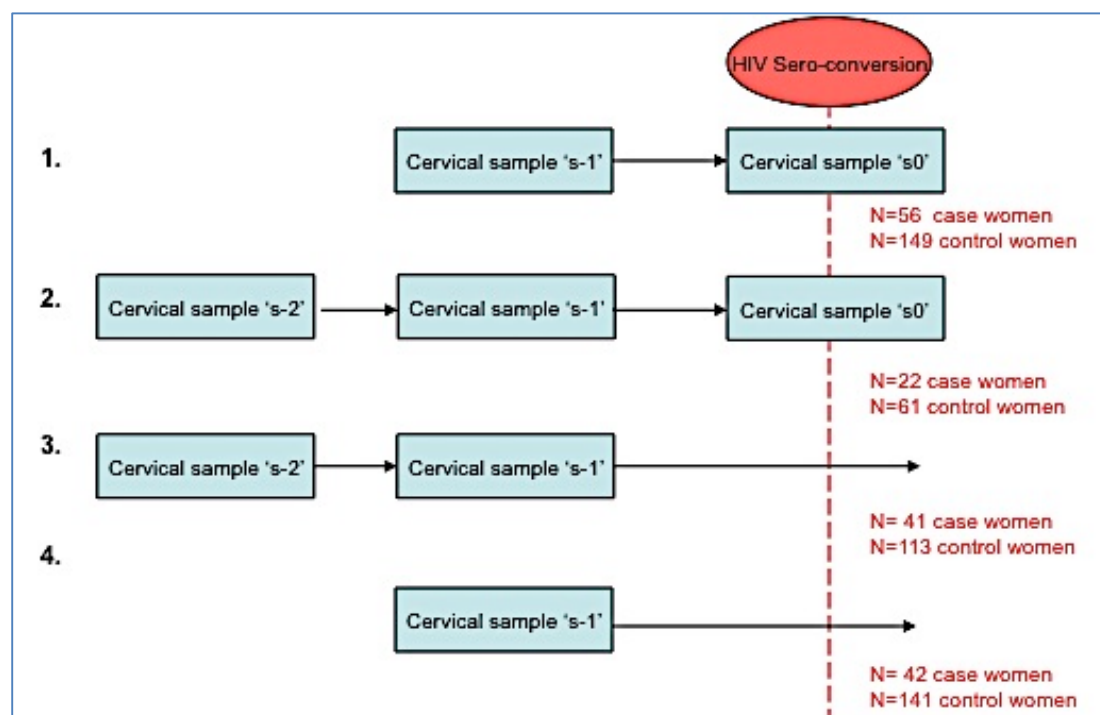 HIV Sero-conversion
1.
Cervical sample 's-1'
Cervical sample 's0'
N=56 case women
N=149 control women
2.
Cervical sample 's-2'
Cervical sample 's-1'
Cervical sample 's0'
N=22 case women
N=61 control women
3.
Cervical sample 's-2'
Cervical sample 's-1'
N= 41 case women
N=113 control women
4.
Cervical sample 's-1'
N= 42 case women
N=141 control women